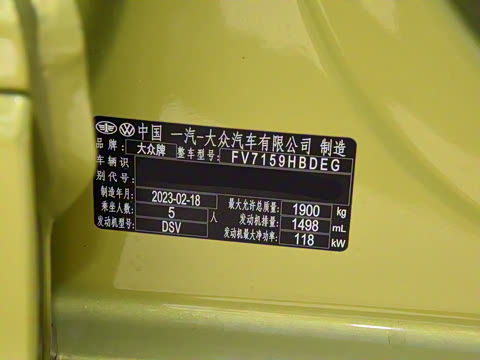 中国 一汽-大众汽车有限公司 制造
品牌: 大众牌 整车型号: FV7159HBDEG
车辆识
别代号:
制造年月: 2023-02-18 最大允许总质量: 1900 kg
乘坐人数: 5 人 发动机排量: 1498 mL
发动机型号: DSV 发动机最大净功率: 118 kW